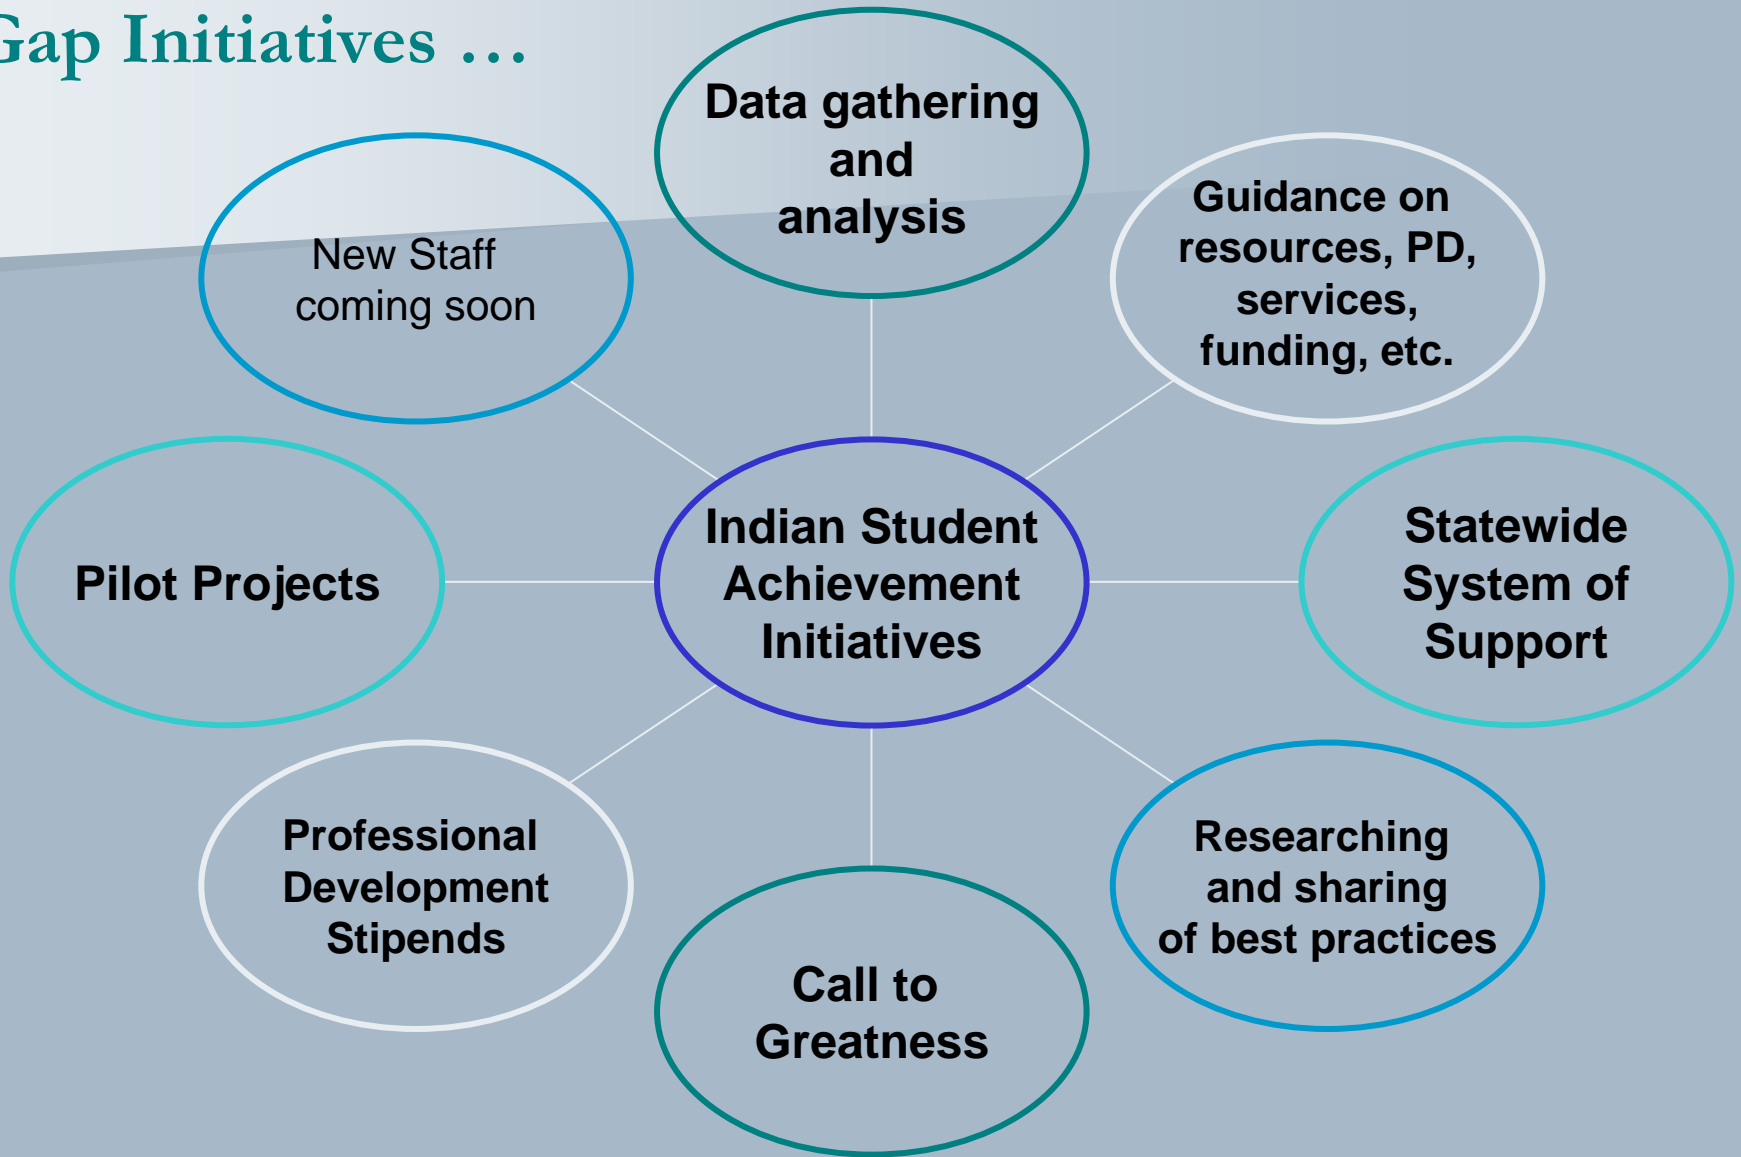 Gap Initiatives …
Data gathering
and
analysis
Guidance on
resources, PD,
services,
funding, etc.
New Staff
coming soon
Indian Student
Achievement
Initiatives
Statewide
System of
Support
Pilot Projects
Professional
Development
Stipends
Researching
and sharing
of best practices
Call to
Greatness